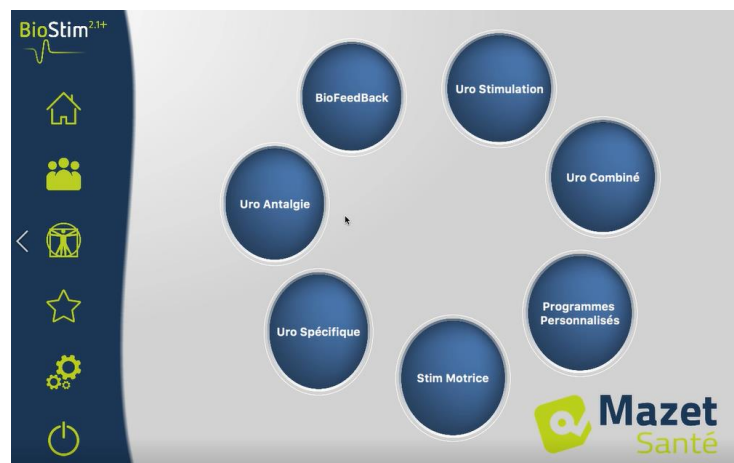 BioStim2.1+
BioFeedBack
Uro Stimulation
Uro Combiné
Uro Antalgie
Programmes
Personnalisés
Uro Spécifique
Stim Motrice
Mazet
Santé